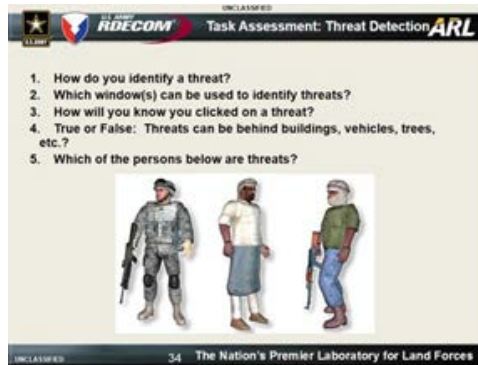 UNCLASSIFIED
U.S. ARMY
RDECOM
Task Assessment: Threat Detection
ARL
U.S. ARMY
1. How do you identify a threat?
2. Which window(s) can be used to identify threats?
3. How will you know you clicked on a threat?
4. True or False: Threats can be behind buildings, vehicles, trees,
etc.?
5. Which of the persons below are threats?
UNCLASSIFIED
34
The Nation's Premier Laboratory for Land Forces